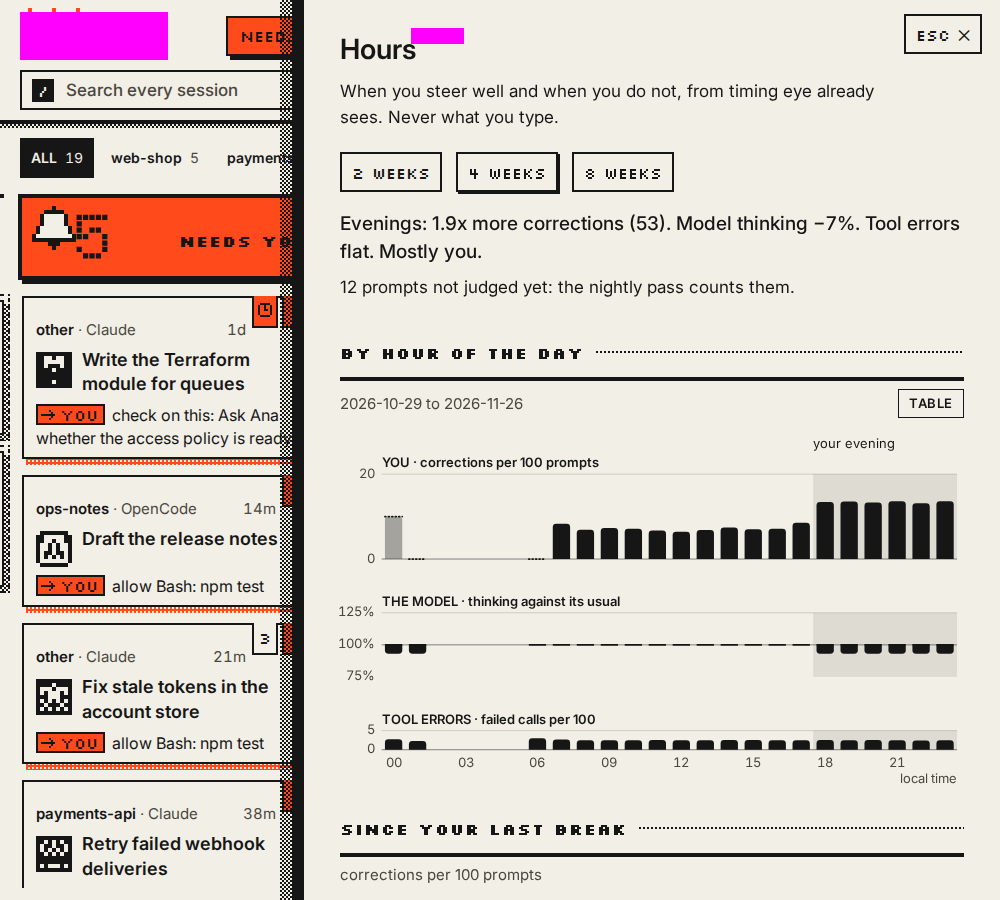 NEED
Search every session
ALL 19
web-shop 5
payment
5
NEEDS YO
other · Claude
1d
Write the Terraform
module for queues
→ YOU check on this: Ask Ana
whether the access policy is ready
ops-notes · OpenCode
14m
Draft the release notes
→ YOU allow Bash: npm test
3
other · Claude
21m
Fix stale tokens in the
account store
→ YOU allow Bash: npm test
payments-api · Claude
38m
Retry failed webhook
deliveries
Hours
ESC ×
When you steer well and when you do not, from timing eye already
sees. Never what you type.
2 WEEKS
4 WEEKS
8 WEEKS
Evenings: 1.9x more corrections (53). Model thinking −7%. Tool errors
flat. Mostly you.
12 prompts not judged yet: the nightly pass counts them.
BY HOUR OF THE DAY
2026-10-29 to 2026-11-26
TABLE
your evening
YOU · corrections per 100 prompts
20
0
THE MODEL · thinking against its usual
125%
100%
75%
TOOL ERRORS · failed calls per 100
5
0
00 03 06 09 12 15 18 21
local time
SINCE YOUR LAST BREAK
corrections per 100 prompts